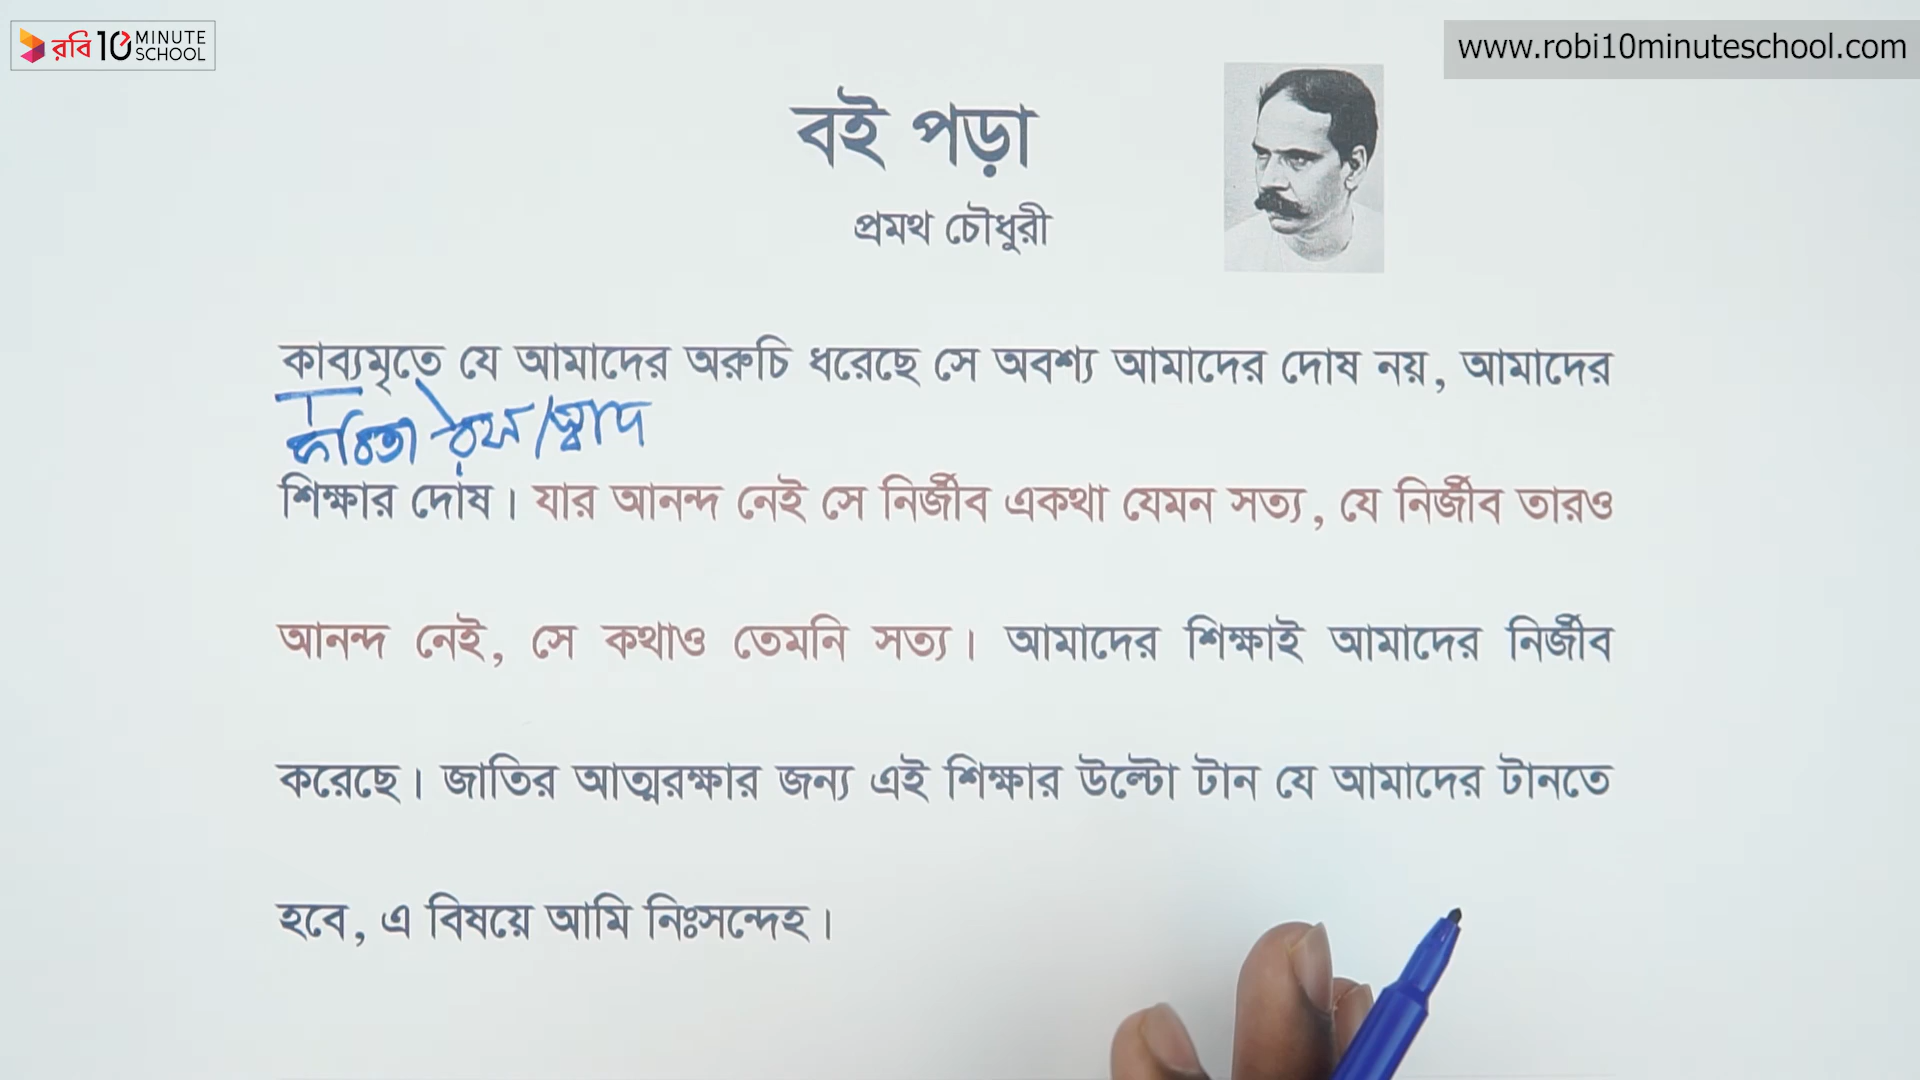 রবি 10 MINUTE SCHOOL
www.robi10minuteschool.com
বই পড়া
প্রমথ চৌধুরী
কাব্যমৃতে যে আমাদের অরুচি ধরেছে সে অবশ্য আমাদের দোষ নয়, আমাদের
কবিতা রস/স্বাদ
শিক্ষার দোষ। যার আনন্দ নেই সে নির্জীব একথা যেমন সত্য, যে নির্জীব তারও
আনন্দ নেই, সে কথাও তেমনি সত্য। আমাদের শিক্ষাই আমাদের নির্জীব
করেছে। জাতির আত্মরক্ষার জন্য এই শিক্ষার উল্টো টান যে আমাদের টানতে
হবে, এ বিষয়ে আমি নিঃসন্দেহ।